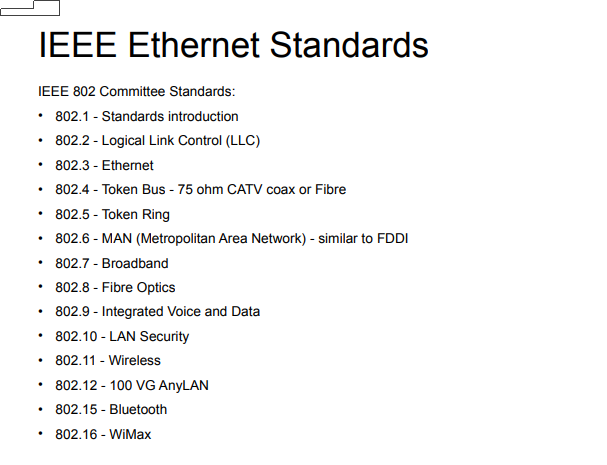 IEEE Ethernet Standards
IEEE 802 Committee Standards:
• 802.1 - Standards introduction
• 802.2 - Logical Link Control (LLC)
• 802.3 - Ethernet
• 802.4 - Token Bus - 75 ohm CATV coax or Fibre
• 802.5 - Token Ring
• 802.6 - MAN (Metropolitan Area Network) - similar to FDDI
• 802.7 - Broadband
• 802.8 - Fibre Optics
• 802.9 - Integrated Voice and Data
• 802.10 - LAN Security
• 802.11 - Wireless
• 802.12 - 100 VG AnyLAN
• 802.15 - Bluetooth
• 802.16 - WiMax